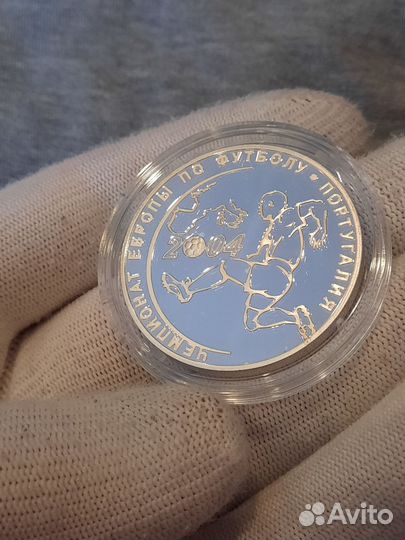 ЧЕМПИОНАТ ЕВРОПЫ ПО ФУТБОЛУ • ПОРТУГАЛИЯ
2004
Avito